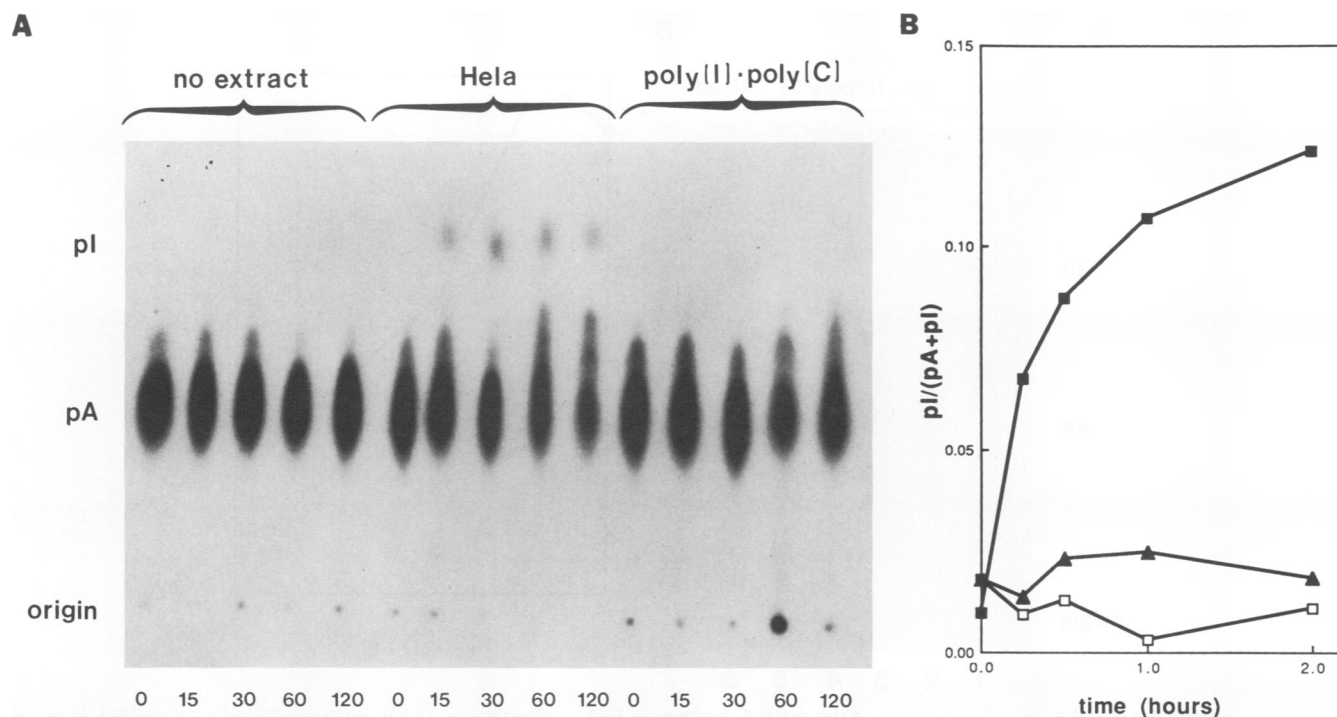 A
no extract Hela poly[I]·poly[C]
pI
pA
origin
0 15 30 60 120 0 15 30 60 120 0 15 30 60 120
B
0.15
0.10
0.05
0.00
pI/(pA+pI)
0.0 1.0 2.0
time (hours)